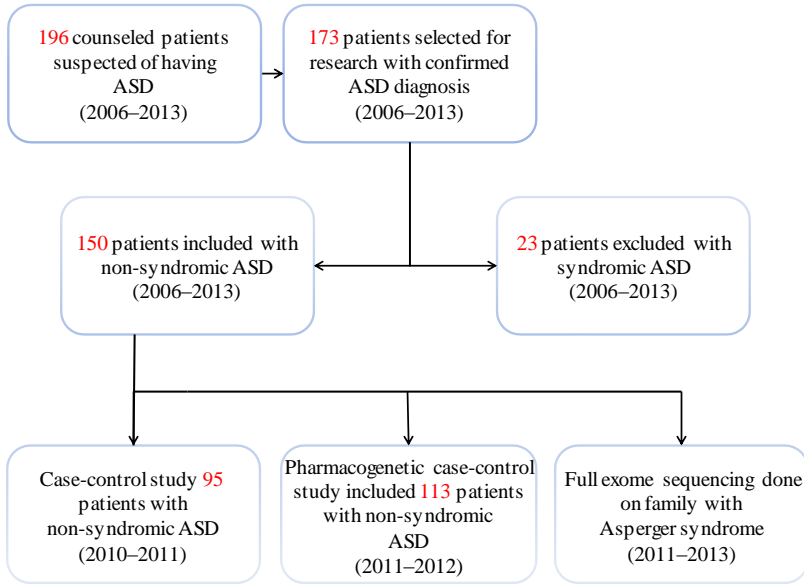 196 counseled patients
suspected of having
ASD
(2006–2013)
173 patients selected for
research with confirmed
ASD diagnosis
(2006–2013)
150 patients included with
non-syndromic ASD
(2006–2013)
23 patients excluded with
syndromic ASD
(2006–2013)
Case-control study 95
patients with
non-syndromic ASD
(2010–2011)
Pharmacogenetic case-control
study included 113 patients
with non-syndromic
ASD
(2011–2012)
Full exome sequencing done
on family with
Asperger syndrome
(2011–2013)